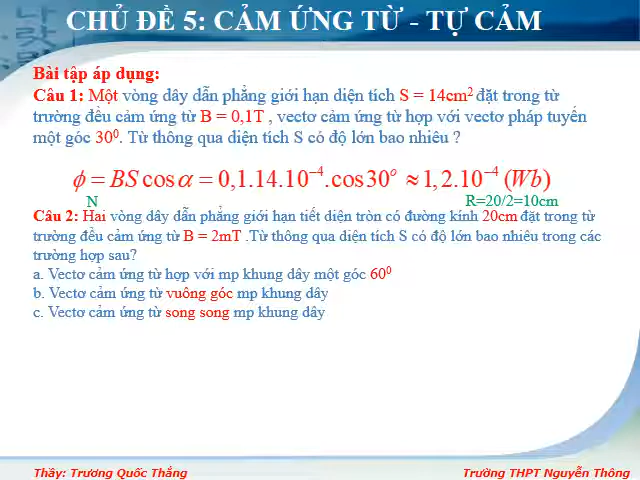 CHỦ ĐỀ 5: CẢM ỨNG TỪ - TỰ CẢM
Bài tập áp dụng:
Câu 1: Một vòng dây dẫn phẳng giới hạn diện tích S = 14cm² đặt trong từ
trường đều cảm ứng từ B = 0,1T , vectơ cảm ứng từ hợp với vectơ pháp tuyến
một góc 30⁰. Từ thông qua diện tích S có độ lớn bao nhiêu ?
ϕ = BS cos α = 0,1.14.10⁻⁴.cos30° ≈ 1,2.10⁻⁴ (Wb)
N R=20/2=10cm
Câu 2: Hai vòng dây dẫn phẳng giới hạn tiết diện tròn có đường kính 20cm đặt trong từ
trường đều cảm ứng từ B = 2mT .Từ thông qua diện tích S có độ lớn bao nhiêu trong các
trường hợp sau?
a. Vectơ cảm ứng từ hợp với mp khung dây một góc 60⁰
b. Vectơ cảm ứng từ vuông góc mp khung dây
c. Vectơ cảm ứng từ song song mp khung dây
Thầy: Trương Quốc Thắng Trường THPT Nguyễn Thông